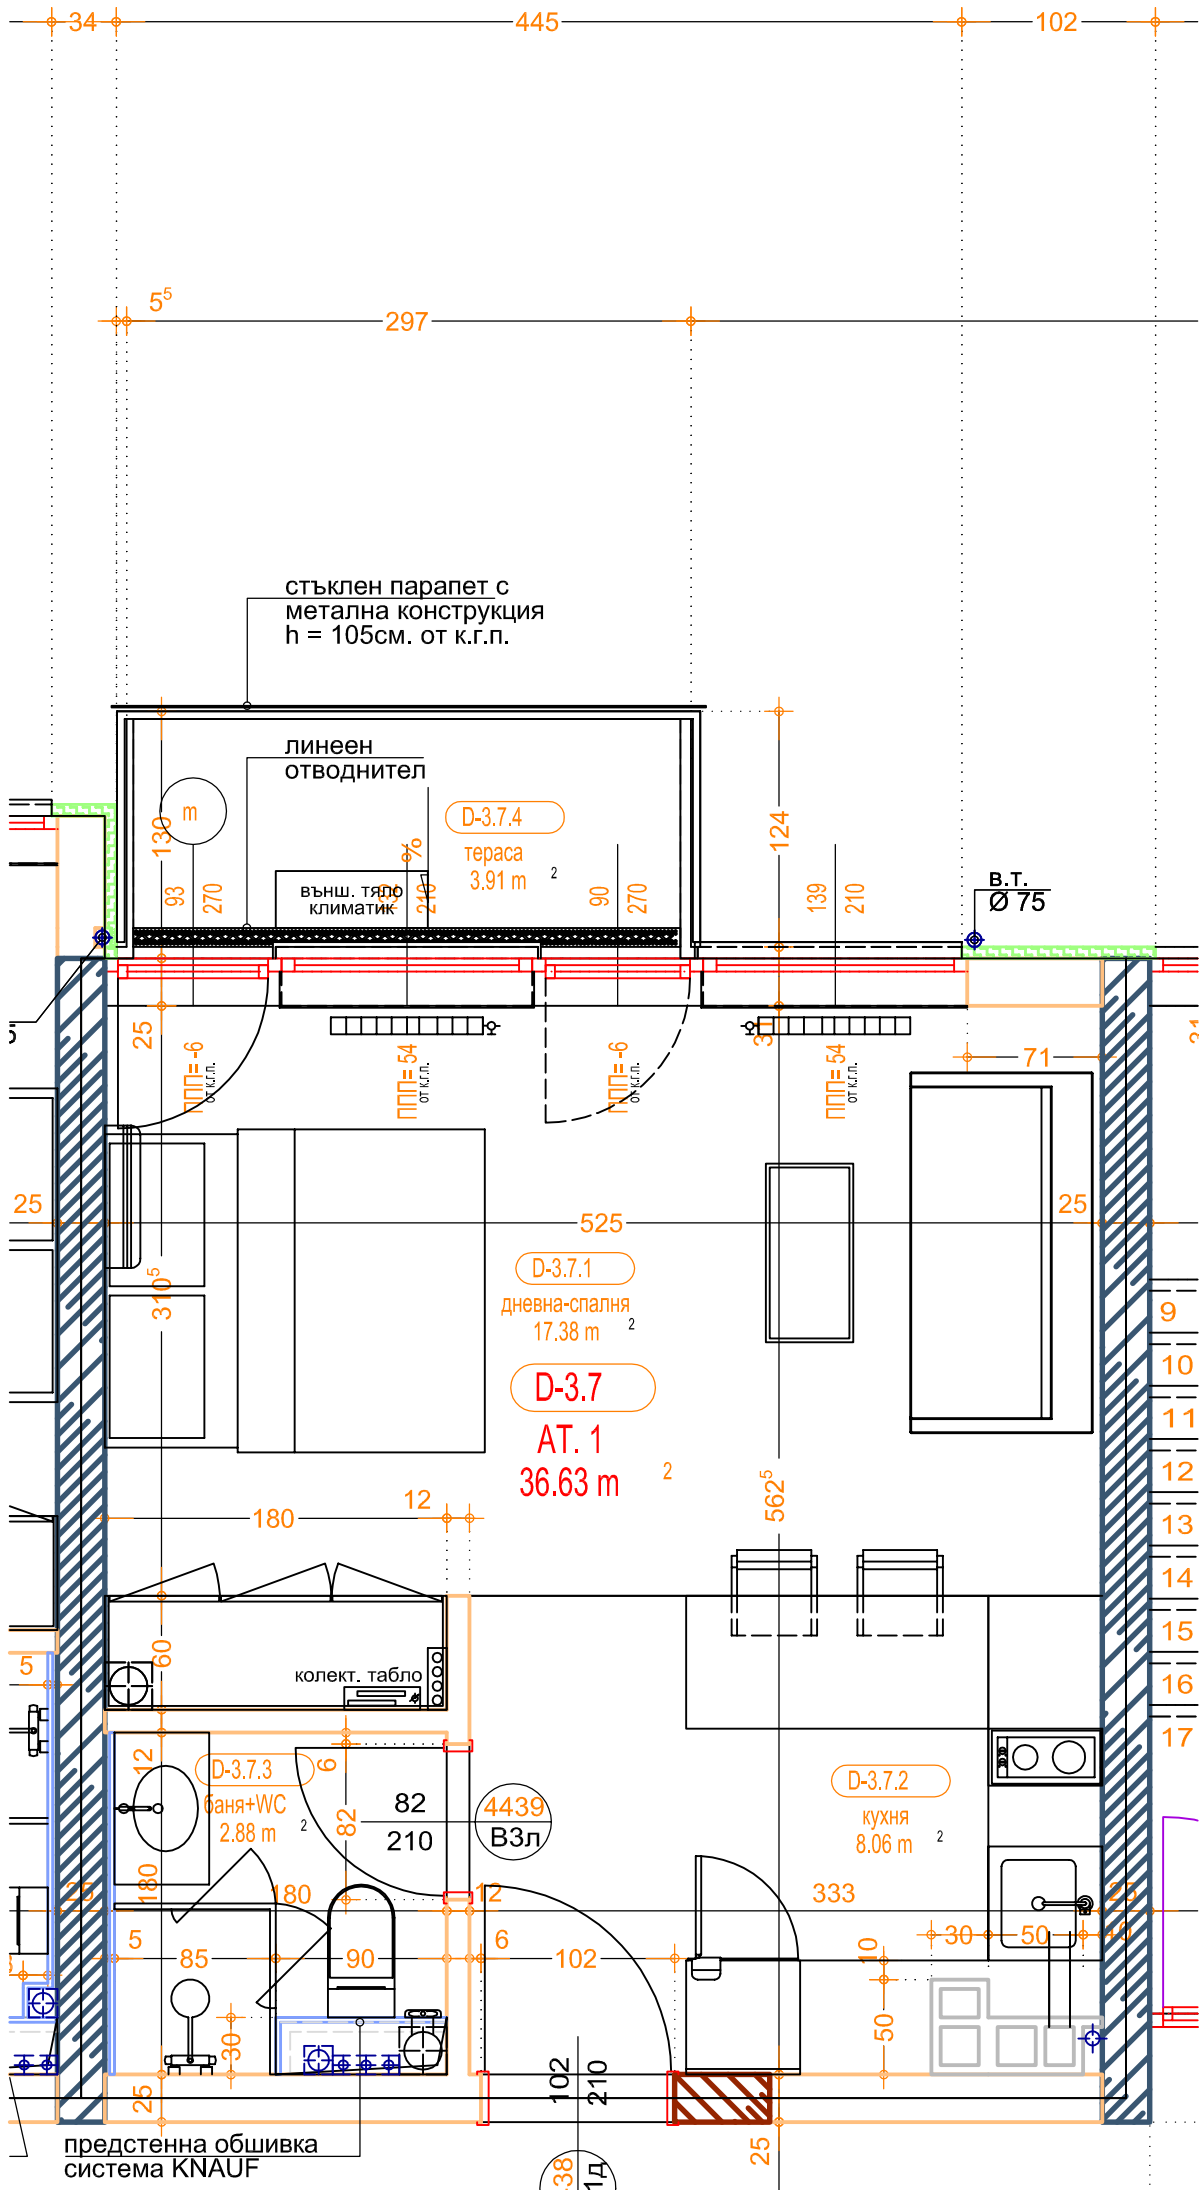 34
445
102
5⁵
297
стъклен парапет с
метална конструкция
h = 105см. от к.г.п.
линеен
отводнител
m
130
D-3.7.4
тераса
3.91 m 2
%
124
93
270
външ. тяло
климатик
210
90
270
139
210
в.т.
Ø 75
25
ППП= -6
от к.г.п.
ППП= 54
от к.г.п.
ППП= -6
от к.г.п.
ППП= 54
от к.г.п.
31
71
25
525
25
310⁵
D-3.7.1
дневна-спалня
17.38 m 2
D-3.7
АТ. 1
36.63 m 2
9
10
11
12
13
14
15
16
17
180
12
562⁵
60
колект. табло
5
12
D-3.7.3
баня+WC
2.88 m 2
6
82
82
210
4439
В3л
D-3.7.2
кухня
8.06 m 2
180
180
12
333
25
5
85
90
6
102
30
50
10
50
30
25
102
210
25
предстенна обшивка
система KNAUF
38
1д